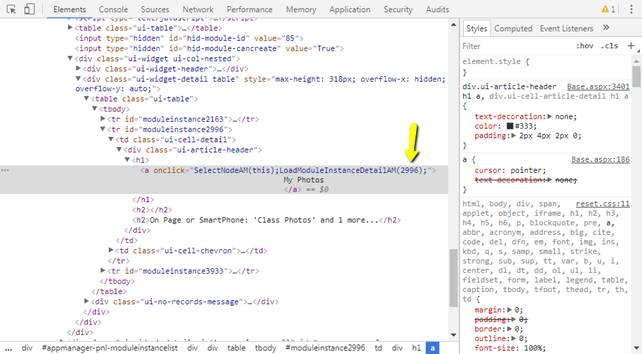 Elements Console Sources Network Performance Memory Application Security Audits 1
▶<table class="ui-table">…</table>
<input type="hidden" id="hid-module-id" value="85">
<input type="hidden" id="hid-module-cancreate" value="True">
▼<div class="ui-widget ui-col-nested">
▶<div class="ui-widget-header">…</div>
▼<div class="ui-widget-detail table" style="max-height: 318px; overflow-x: hidden;
overflow-y: auto;">
▼<table class="ui-table">
▼<tbody>
▶<tr id="moduleinstance2163">…</tr>
▼<tr id="moduleinstance2996">
▼<td class="ui-cell-detail">
▼<div class="ui-article-header">
▼<h1>
… <a onclick="SelectNodeAM(this);LoadModuleInstanceDetailAM(2996);">
My Photos
</a> == $0
</h1>
<h2></h2>
<h2>On Page or SmartPhone: 'Class Photos' and 1 more...</h2>
</div>
</td>
▶<td class="ui-cell-chevron">…</td>
</tr>
▶<tr id="moduleinstance3933">…</tr>
</tbody>
</table>
▶<div class="ui-no-records-message">…</div>
</div>
</div>
… div #appmanager-pnl-moduleinstancelist div div table tbody #moduleinstance2996 td div h1 a
Styles Computed Event Listeners »
Filter :hov .cls +
element.style {
}
div.ui-article-header Base.aspx:3401
h1 a, div.ui-cell-article-detail h1 a
{
text-decoration:▶ none;
color: #333;
padding:▶ 2px 4px 2px 0;
}
a { Base.aspx:186
cursor: pointer;
text-decoration:▶ none;
}
html, body, div, span, reset.css:11
applet, object, iframe, h1, h2, h3,
h4, h5, h6, p, blockquote, pre, a,
abbr, acronym, address, big, cite,
code, del, dfn, em, font, img, ins,
kbd, q, s, samp, small, strike,
strong, sub, sup, tt, var, b, u, i,
center, dl, dt, dd, ol, ul, li,
fieldset, form, label, legend, table,
caption, tbody, tfoot, thead, tr, th,
td {
margin:▶ 0;
padding:▶ 0;
border:▶ 0;
outline:▶ 0;
font-size: 100%;